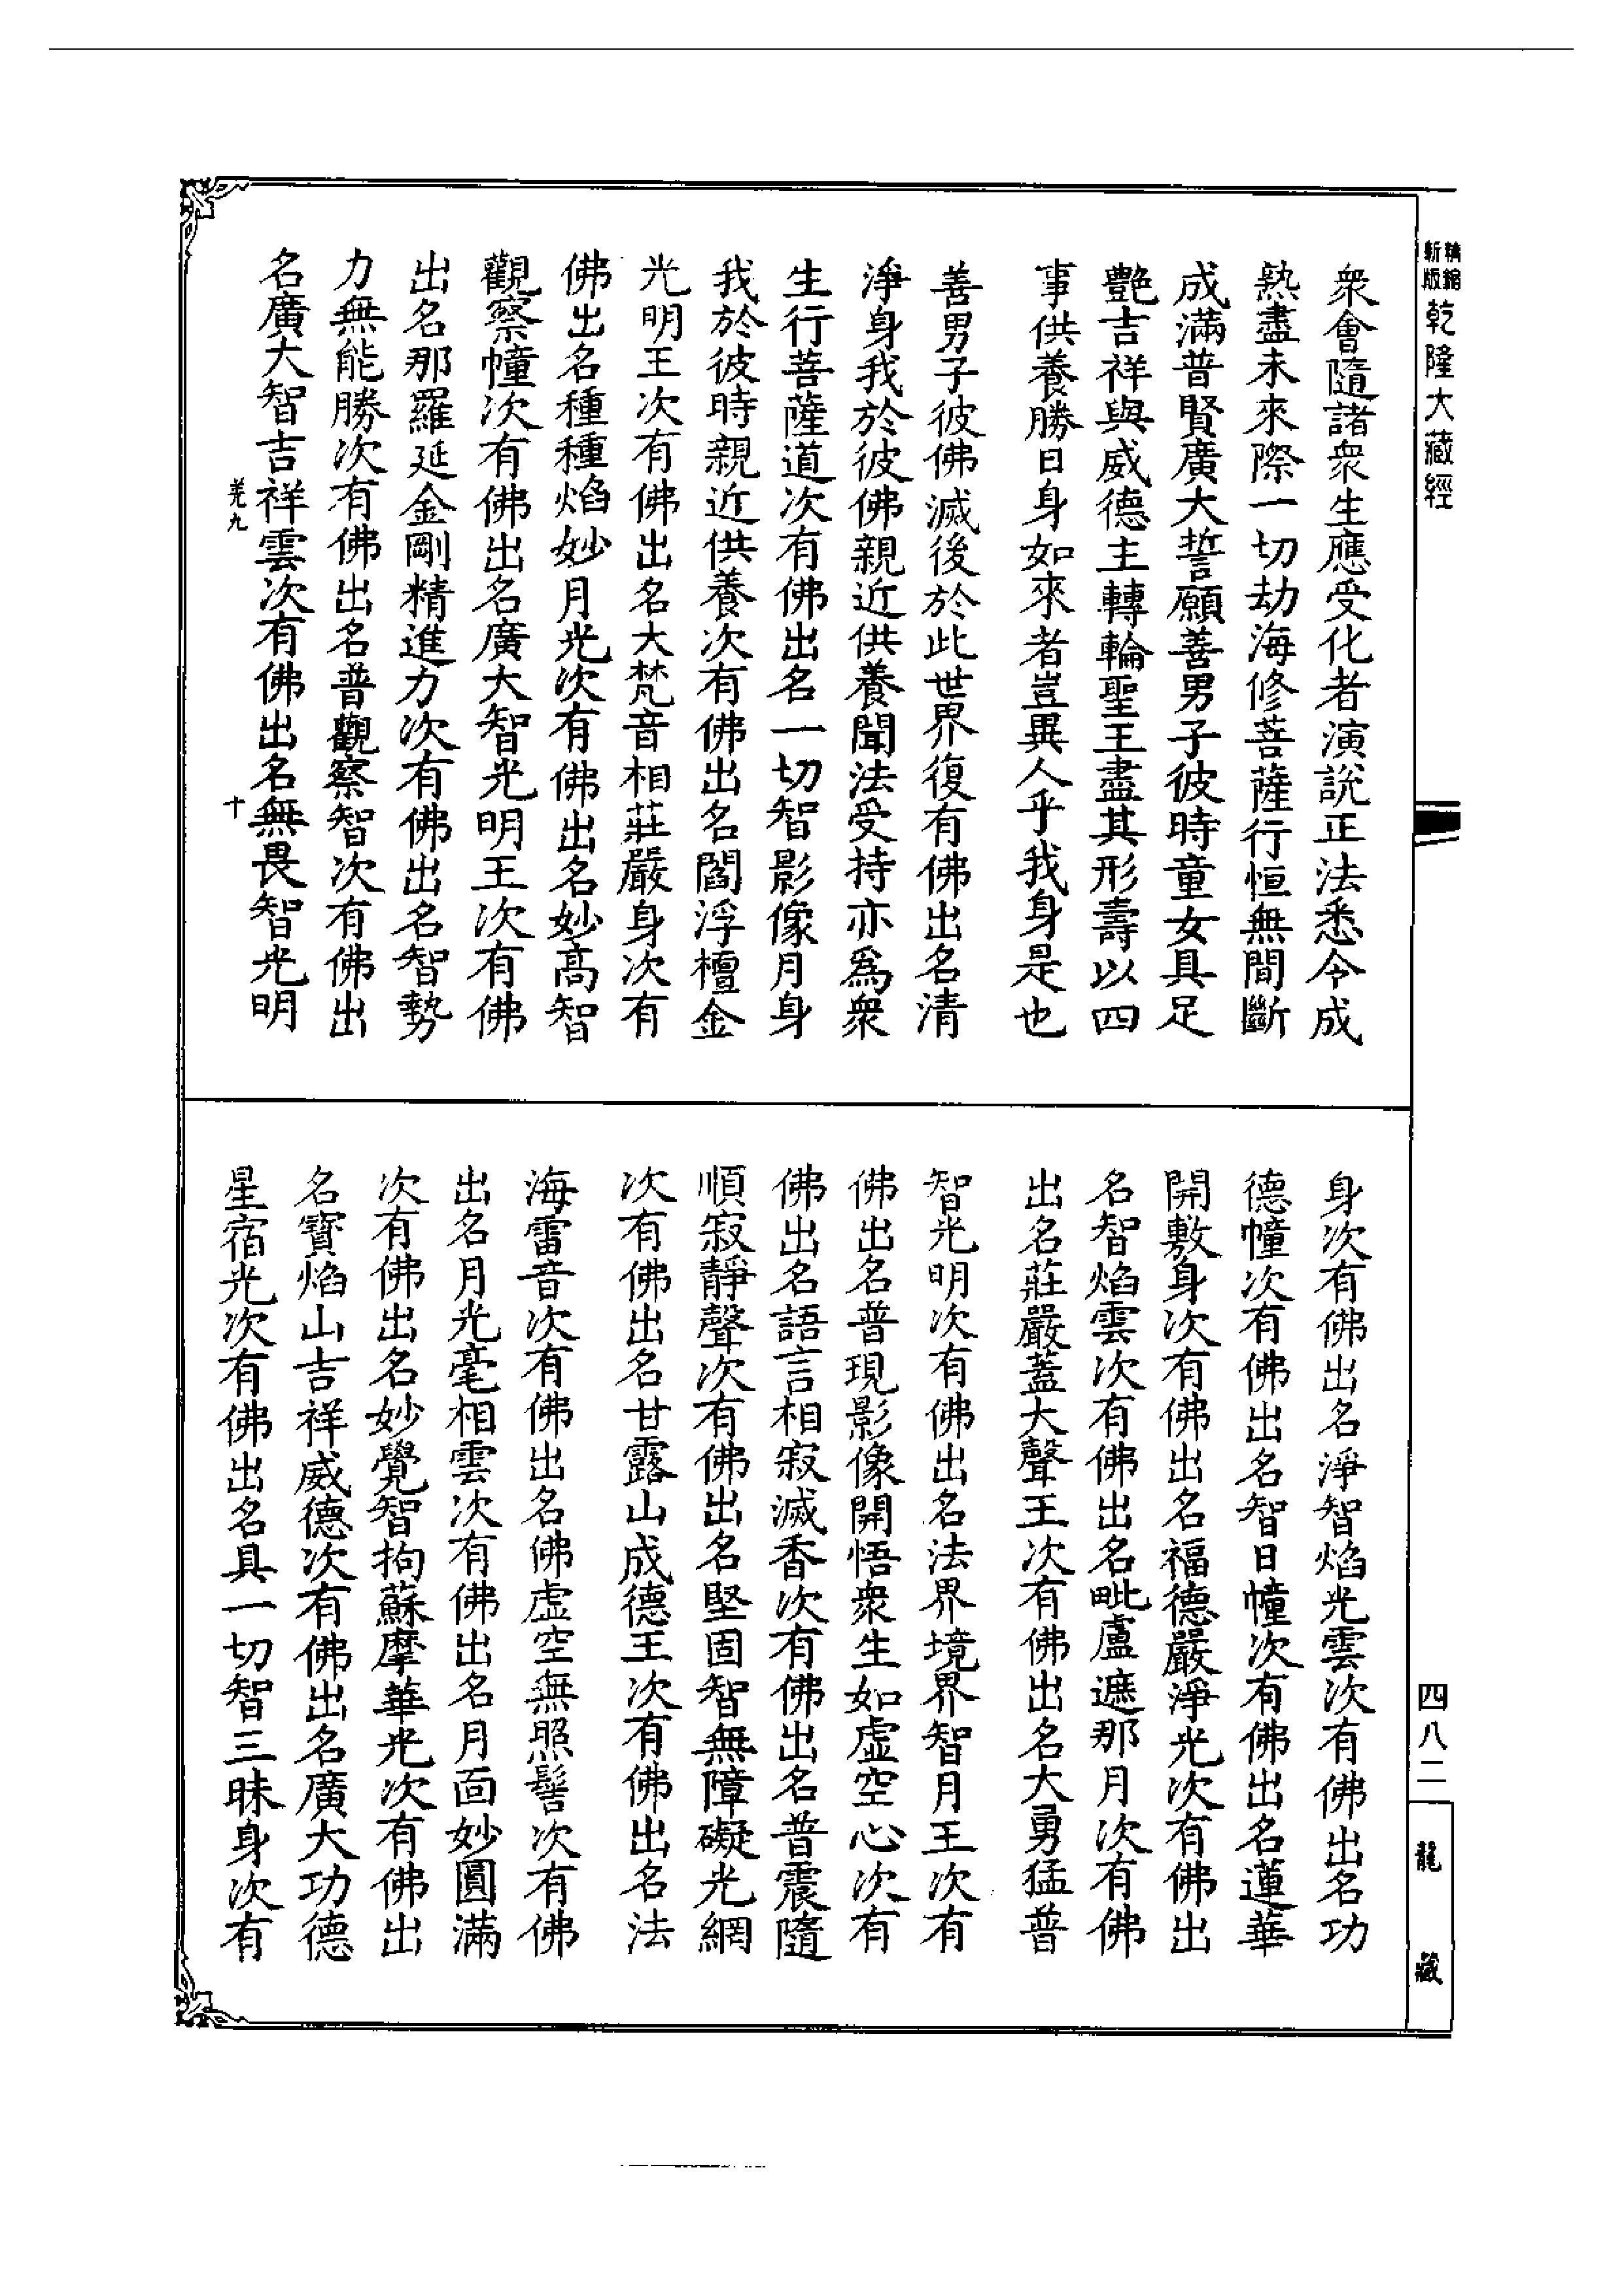 新版
精縮
乾隆大藏經
衆會隨諸衆生應受化者演説正法悉令成
熟盡未來際一切劫海修菩薩行恒無間斷
成滿普賢廣大誓願善男子彼時童女具足
艷吉祥與威德主轉輪聖王盡其形壽以四
事供養勝日身如來者豈異人乎我身是也
善男子彼佛滅後於此世界復有佛出名清
淨身我於彼佛親近供養聞法受持亦爲衆
生行菩薩道次有佛出名一切智影像月身
我於彼時親近供養次有佛出名閻浮檀金
光明王次有佛出名大梵音相莊嚴身次有
佛出名種種焰妙月光次有佛出名妙高智
觀察幢次有佛出名廣大智光明王次有佛
出名那羅延金剛精進力次有佛出名智勢
力無能勝次有佛出名普觀察智次有佛出
名廣大智吉祥雲次有佛出名無畏智光明
十
身次有佛出名淨智焰光雲次有佛出名功
德幢次有佛出名智日幢次有佛出名蓮華
開敷身次有佛出名福德嚴淨光次有佛出
名智焰雲次有佛出名毗盧遮那月次有佛
出名莊嚴蓋大聲王次有佛出名大勇猛普
智光明次有佛出名法界境界智月王次有
佛出名普現影像開悟衆生如虛空心次有
佛出名語言相寂滅香次有佛出名普震隨
順寂靜聲次有佛出名堅固智無障礙光網
次有佛出名甘露山成德王次有佛出名法
海雷音次有佛出名佛虛空無照髻次有佛
出名月光毫相雲次有佛出名月面妙圓滿
次有佛出名妙覺智拘蘇摩華光次有佛出
名寶焰山吉祥威德次有佛出名廣大功德
星宿光次有佛出名具一切智三昧身次有
四八二
龍藏